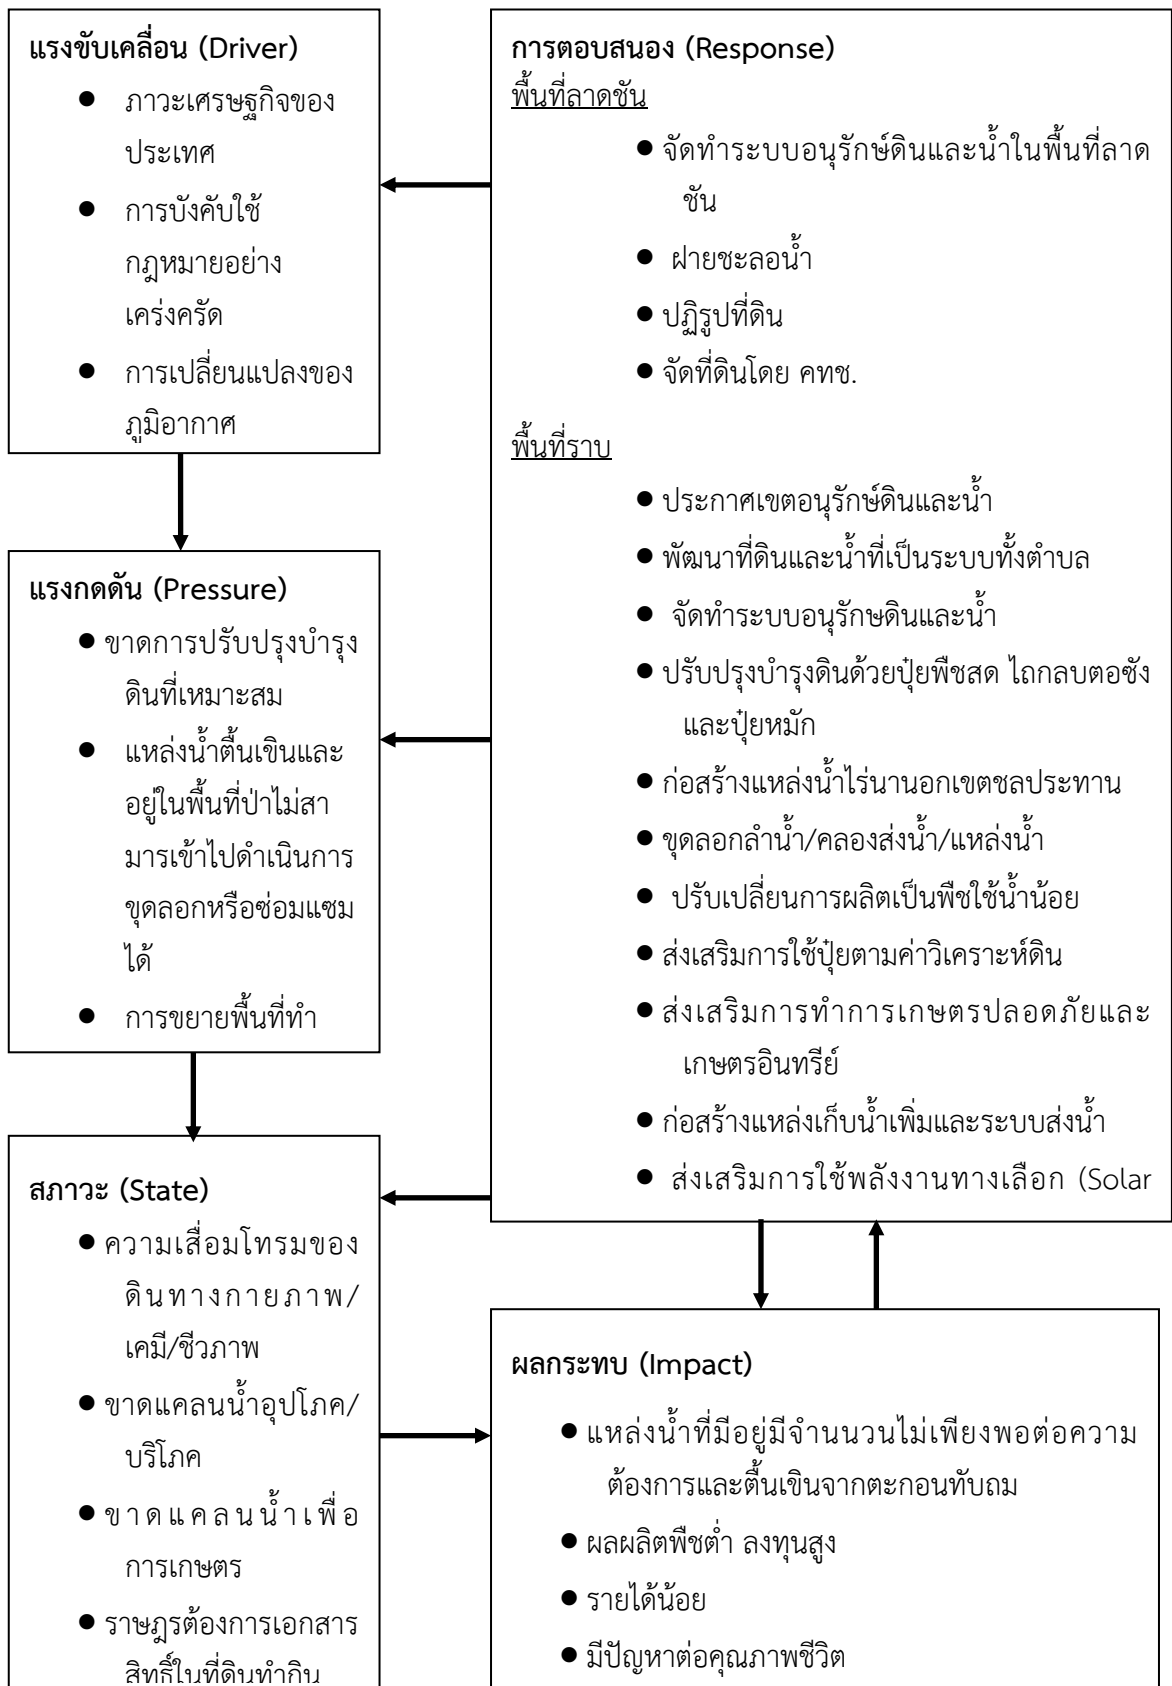 แรงขับเคลื่อน (Driver)
● ภาวะเศรษฐกิจของ
ประเทศ
● การบังคับใช้
กฎหมายอย่าง
เคร่งครัด
● การเปลี่ยนแปลงของ
ภูมิอากาศ
แรงกดดัน (Pressure)
● ขาดการปรับปรุงบำรุง
ดินที่เหมาะสม
● แหล่งน้ำตื้นเขินและ
อยู่ในพื้นที่ป่าไม่สา
มารเข้าไปดำเนินการ
ขุดลอกหรือซ่อมแซม
ได้
● การขยายพื้นที่ทำ
สภาวะ (State)
● ความเสื่อมโทรมของ
ดินทางกายภาพ/
เคมี/ชีวภาพ
● ขาดแคลนน้ำอุปโภค/
บริโภค
● ขาดแคลนน้ำเพื่อ
การเกษตร
● ราษฎรต้องการเอกสาร
สิทธิ์ในที่ดินทำกิน
การตอบสนอง (Response)
พื้นที่ลาดชัน
● จัดทำระบบอนุรักษ์ดินและน้ำในพื้นที่ลาด
ชัน
● ฝายชะลอน้ำ
● ปฏิรูปที่ดิน
● จัดที่ดินโดย คทช.
พื้นที่ราบ
● ประกาศเขตอนุรักษ์ดินและน้ำ
● พัฒนาที่ดินและน้ำที่เป็นระบบทั้งตำบล
● จัดทำระบบอนุรักษดินและน้ำ
● ปรับปรุงบำรุงดินด้วยปุ๋ยพืชสด ไถกลบตอซัง
และปุ๋ยหมัก
● ก่อสร้างแหล่งน้ำไร่นานอกเขตชลประทาน
● ขุดลอกลำน้ำ/คลองส่งน้ำ/แหล่งน้ำ
● ปรับเปลี่ยนการผลิตเป็นพืชใช้น้ำน้อย
● ส่งเสริมการใช้ปุ๋ยตามค่าวิเคราะห์ดิน
● ส่งเสริมการทำการเกษตรปลอดภัยและ
เกษตรอินทรีย์
● ก่อสร้างแหล่งเก็บน้ำเพิ่มและระบบส่งน้ำ
● ส่งเสริมการใช้พลังงานทางเลือก (Solar
ผลกระทบ (Impact)
● แหล่งน้ำที่มีอยู่มีจำนนวนไม่เพียงพอต่อความ
ต้องการและตื้นเขินจากตะกอนทับถม
● ผลผลิตพืชต่ำ ลงทุนสูง
● รายได้น้อย
● มีปัญหาต่อคุณภาพชีวิต